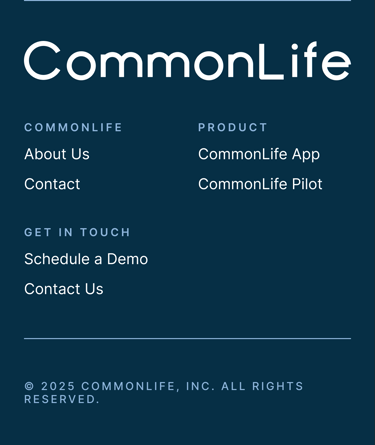 CommonLife
COMMONLIFE
About Us
Contact
PRODUCT
CommonLife App
CommonLife Pilot
GET IN TOUCH
Schedule a Demo
Contact Us
© 2025 COMMONLIFE, INC. ALL RIGHTS
RESERVED.